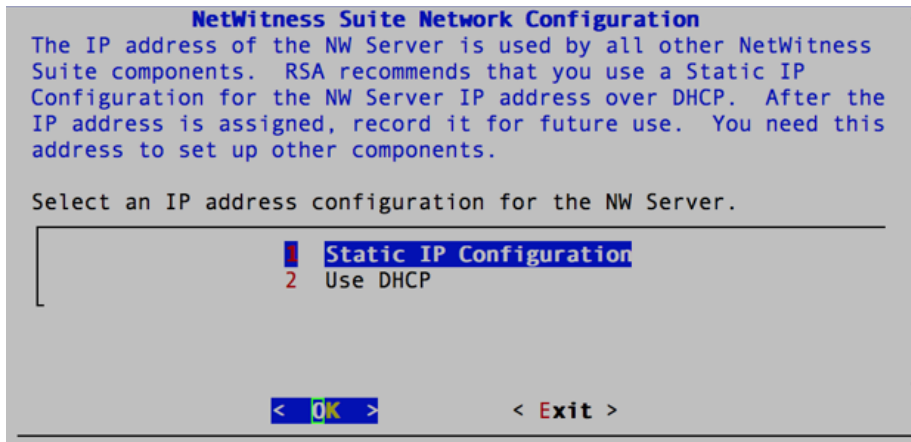 NetWitness Suite Network Configuration
The IP address of the NW Server is used by all other NetWitness
Suite components.  RSA recommends that you use a Static IP
Configuration for the NW Server IP address over DHCP.  After the
IP address is assigned, record it for future use.  You need this
address to set up other components.
Select an IP address configuration for the NW Server.
1  Static IP Configuration
2  Use DHCP
<  OK  >  < Exit >